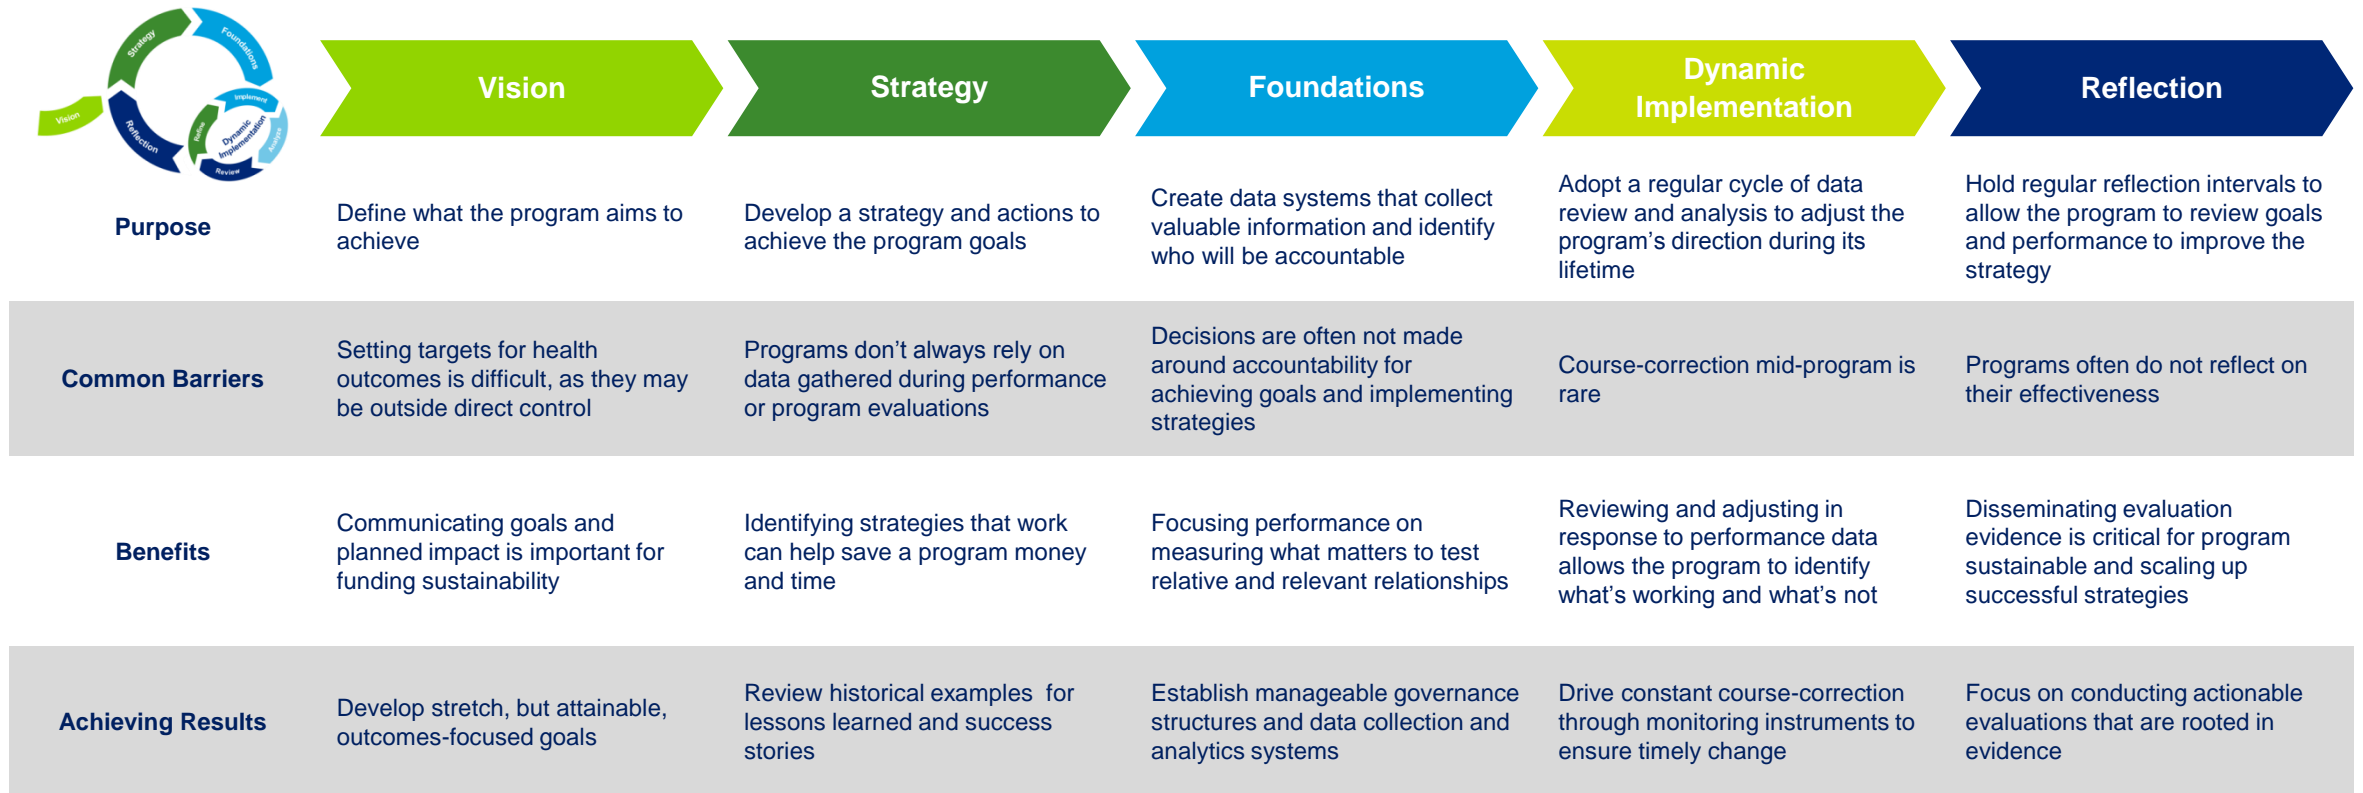 Strategy
Foundations
Vision
Reflection
Implement
Analyze
Review
Refine
Dynamic
Implementation
Vision
Strategy
Foundations
Dynamic
Implementation
Reflection
Purpose
Define what the program aims to
achieve
Develop a strategy and actions to
achieve the program goals
Create data systems that collect
valuable information and identify
who will be accountable
Adopt a regular cycle of data
review and analysis to adjust the
program’s direction during its
lifetime
Hold regular reflection intervals to
allow the program to review goals
and performance to improve the
strategy
Common Barriers
Setting targets for health
outcomes is difficult, as they may
be outside direct control
Programs don’t always rely on
data gathered during performance
or program evaluations
Decisions are often not made
around accountability for
achieving goals and implementing
strategies
Course-correction mid-program is
rare
Programs often do not reflect on
their effectiveness
Benefits
Communicating goals and
planned impact is important for
funding sustainability
Identifying strategies that work
can help save a program money
and time
Focusing performance on
measuring what matters to test
relative and relevant relationships
Reviewing and adjusting in
response to performance data
allows the program to identify
what’s working and what’s not
Disseminating evaluation
evidence is critical for program
sustainable and scaling up
successful strategies
Achieving Results
Develop stretch, but attainable,
outcomes-focused goals
Review historical examples  for
lessons learned and success
stories
Establish manageable governance
structures and data collection and
analytics systems
Drive constant course-correction
through monitoring instruments to
ensure timely change
Focus on conducting actionable
evaluations that are rooted in
evidence